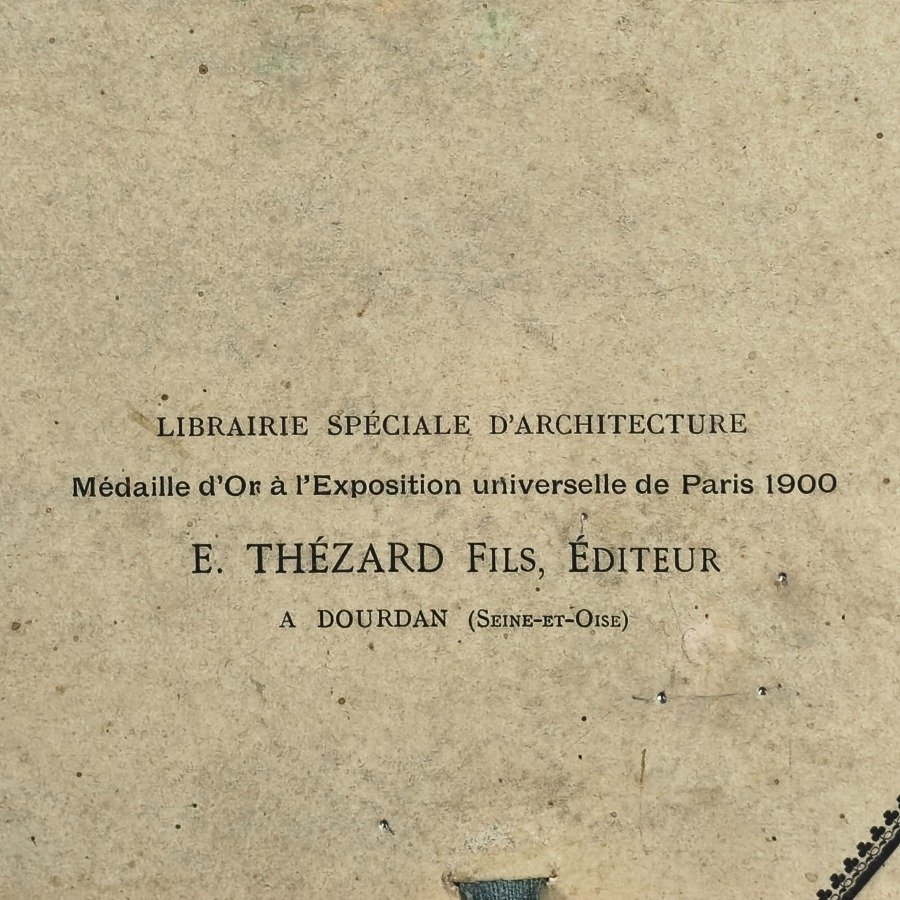 LIBRAIRIE SPÉCIALE D'ARCHITECTURE
Médaille d'Or à l'Exposition universelle de Paris 1900
E. THÉZARD FILS, ÉDITEUR
A DOURDAN (SEINE-ET-OISE)